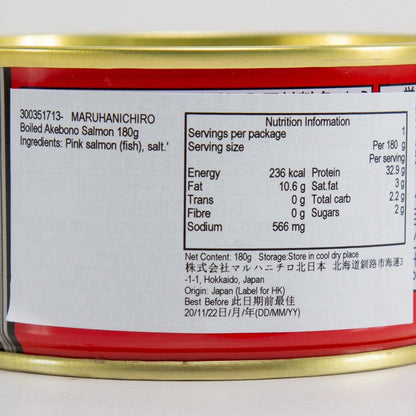 300351713-   MARUHANICHIRO
Boiled Akebono Salmon 180g
Ingredients: Pink salmon (fish), salt.'
Nutrition Information
Servings per package 1
Serving size Per 180 g
Per serving
Energy 236 kcal Protein 32.9 g
Fat 10.6 g Sat.fat 3 g
Trans 0 g Total carb 2.2 g
Fibre 0 g Sugars 2 g
Sodium 566 mg
Net Content: 180g   Storage:Store in cool dry place
株式会社マルハニチロ北日本  北海道釧路市海運3
-1-1, Hokkaido, Japan
Origin: Japan (Label for HK)
Best Before 此日期前最佳
20/11/22日/月/年(DD/MM/YY)